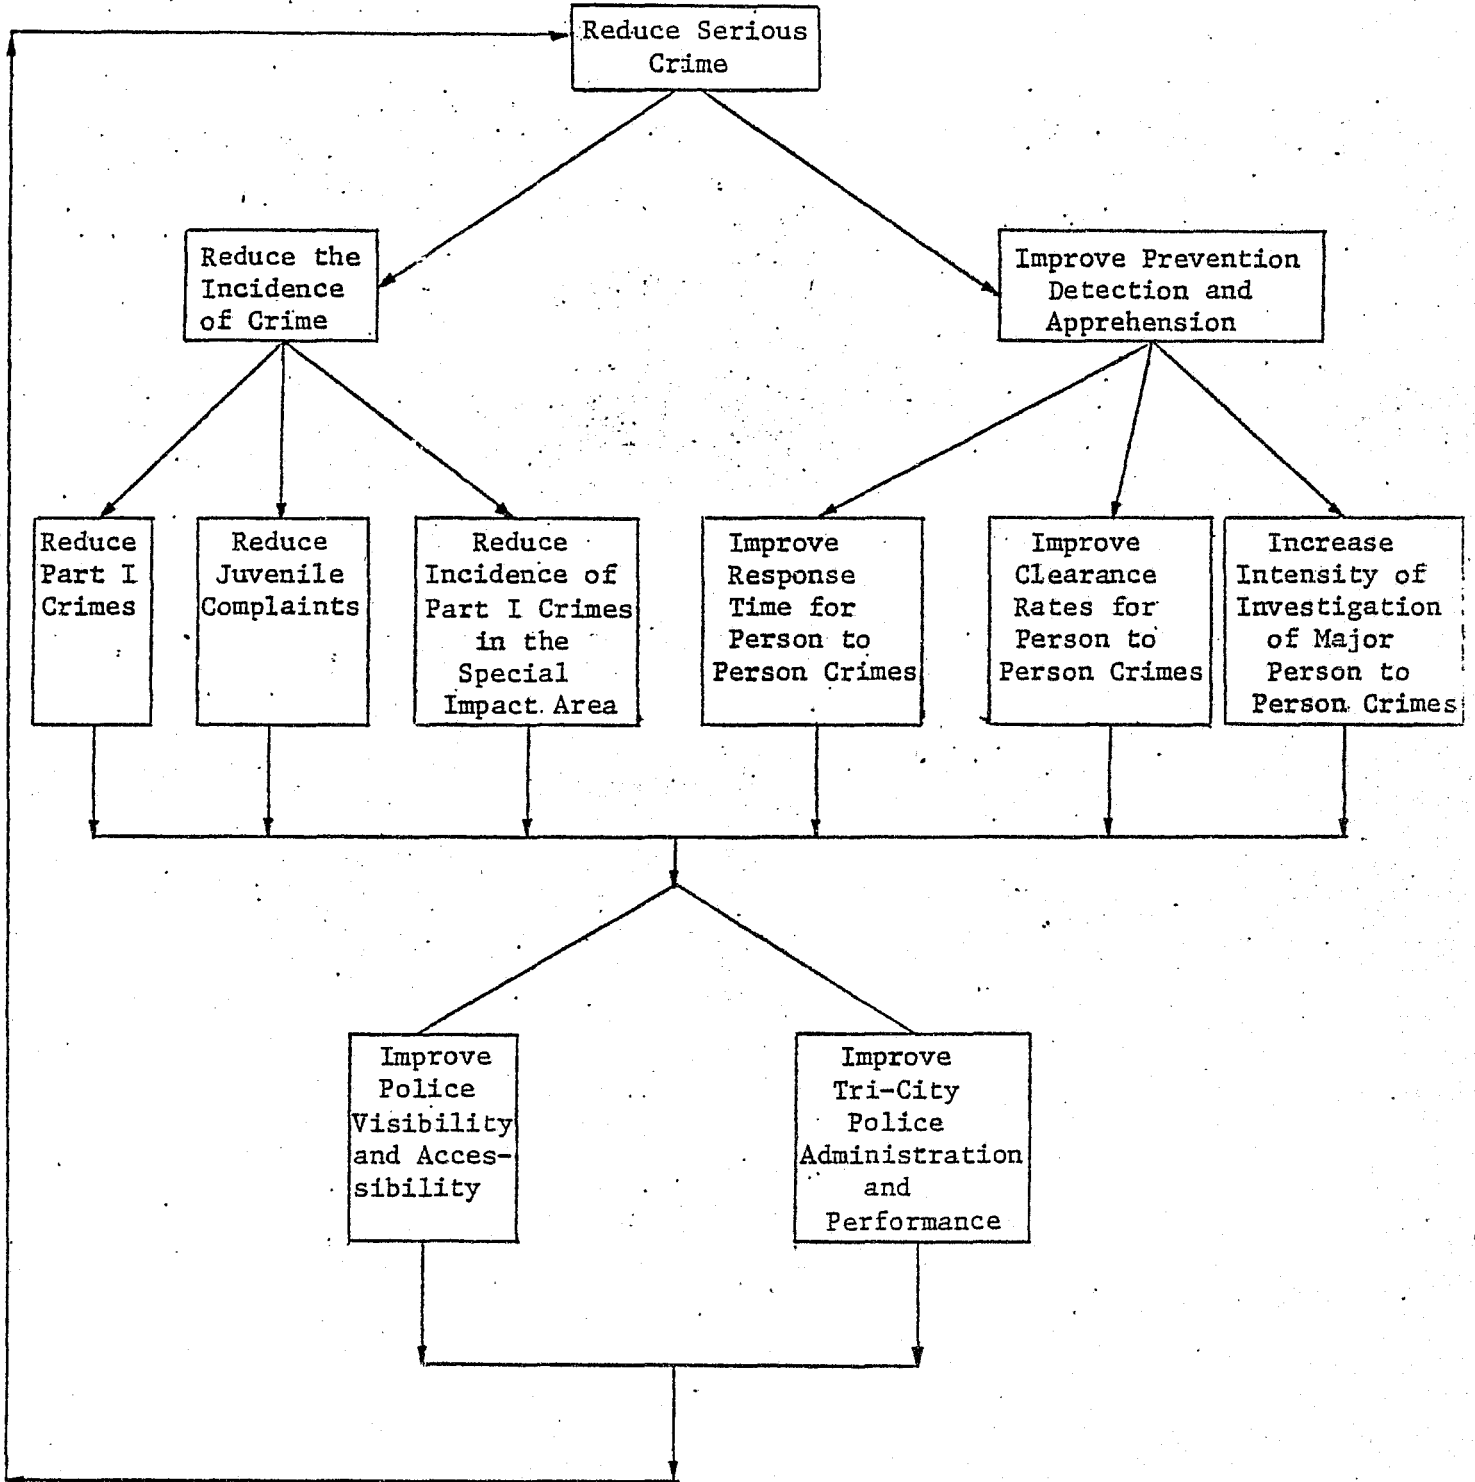 Reduce Serious
Crime
Reduce the
Incidence
of Crime
Improve Prevention
Detection and
Apprehension
Reduce
Part I
Crimes
Reduce
Juvenile
Complaints
Reduce
Incidence of
Part I Crimes
in the
Special
Impact Area
Improve
Response
Time for
Person to
Person Crimes
Improve
Clearance
Rates for
Person to
Person Crimes
Increase
Intensity of
Investigation
of Major
Person to
Person Crimes
Improve
Police
Visibility
and Acces-
sibility
Improve
Tri-City
Police
Administration
and
Performance